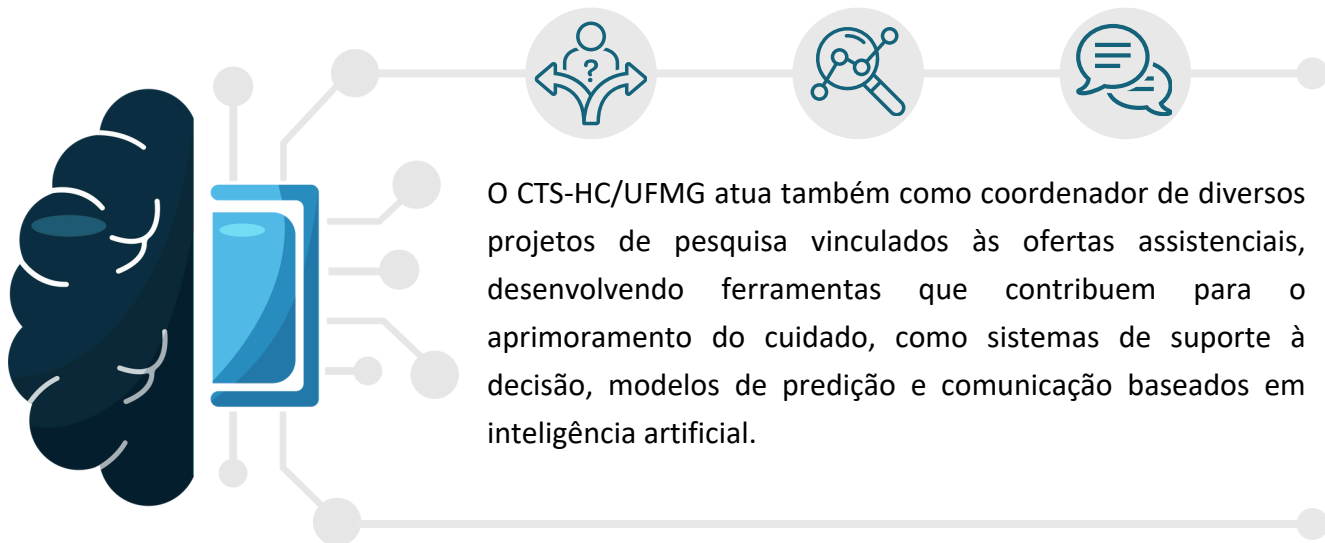 ?
O CTS-HC/UFMG atua também como coordenador de diversos
projetos de pesquisa vinculados às ofertas assistenciais,
desenvolvendo ferramentas que contribuem para o
aprimoramento do cuidado, como sistemas de suporte à
decisão, modelos de predição e comunicação baseados em
inteligência artificial.